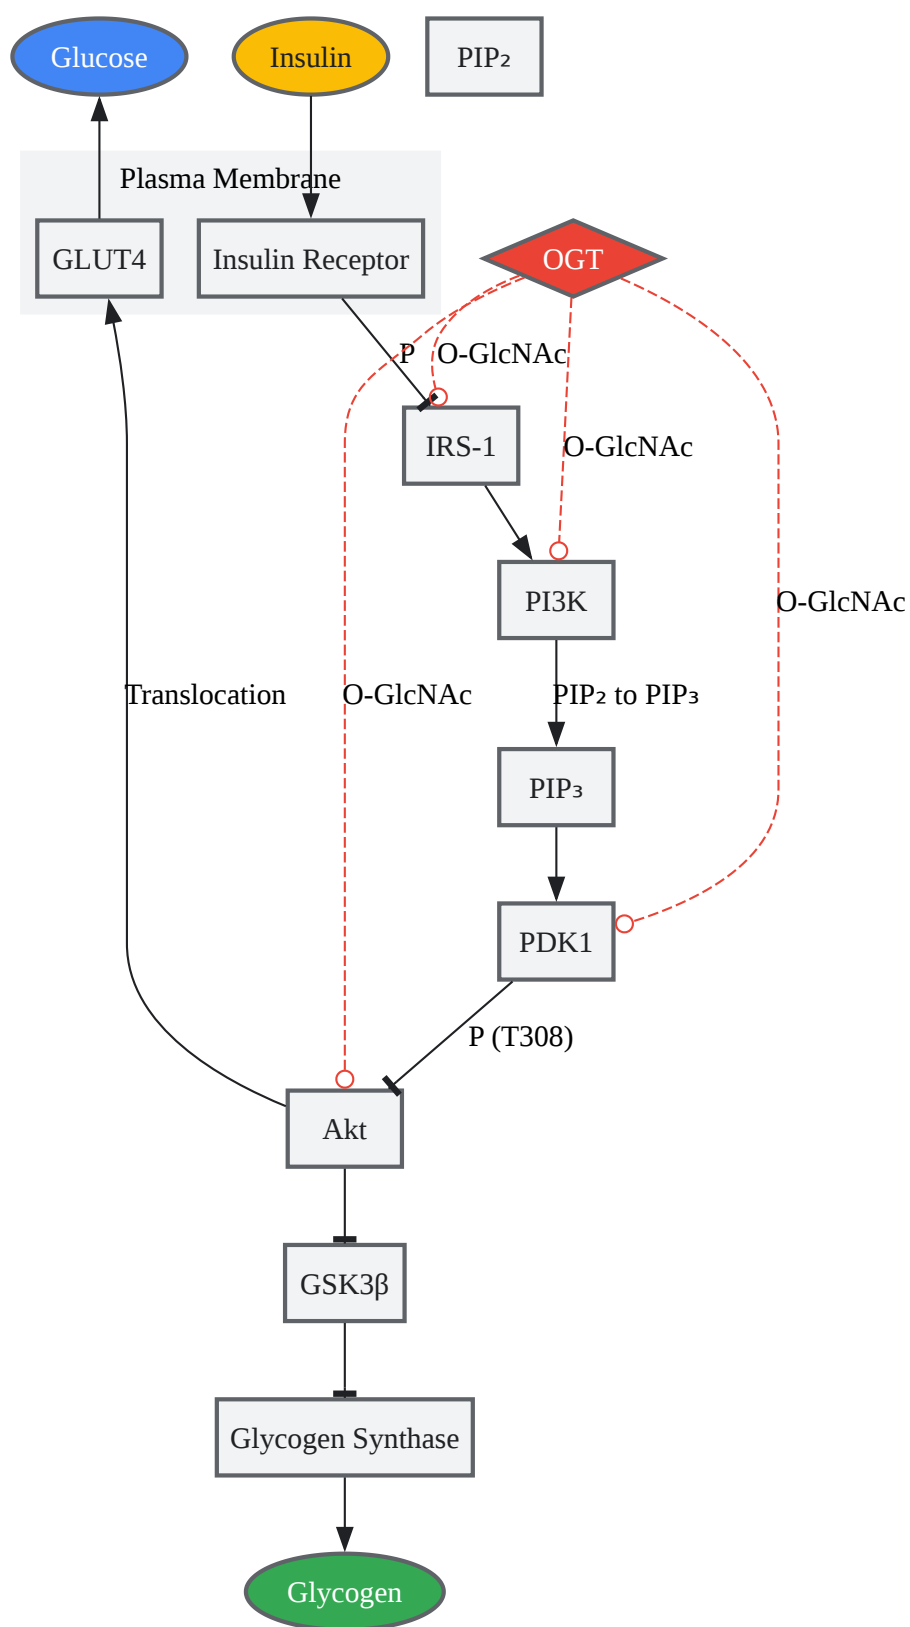 Glucose
Insulin
PIP₂
Plasma Membrane
GLUT4
Insulin Receptor
OGT
P
O-GlcNAc
IRS-1
O-GlcNAc
PI3K
O-GlcNAc
Translocation
O-GlcNAc
PIP₂ to PIP₃
PIP₃
PDK1
P (T308)
Akt
GSK3β
Glycogen Synthase
Glycogen